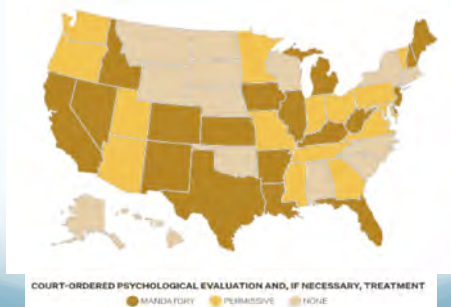 COURT-ORDERED PSYCHOLOGICAL EVALUATION AND, IF NECESSARY, TREATMENT
MANDATORY PERMISSIVE NONE